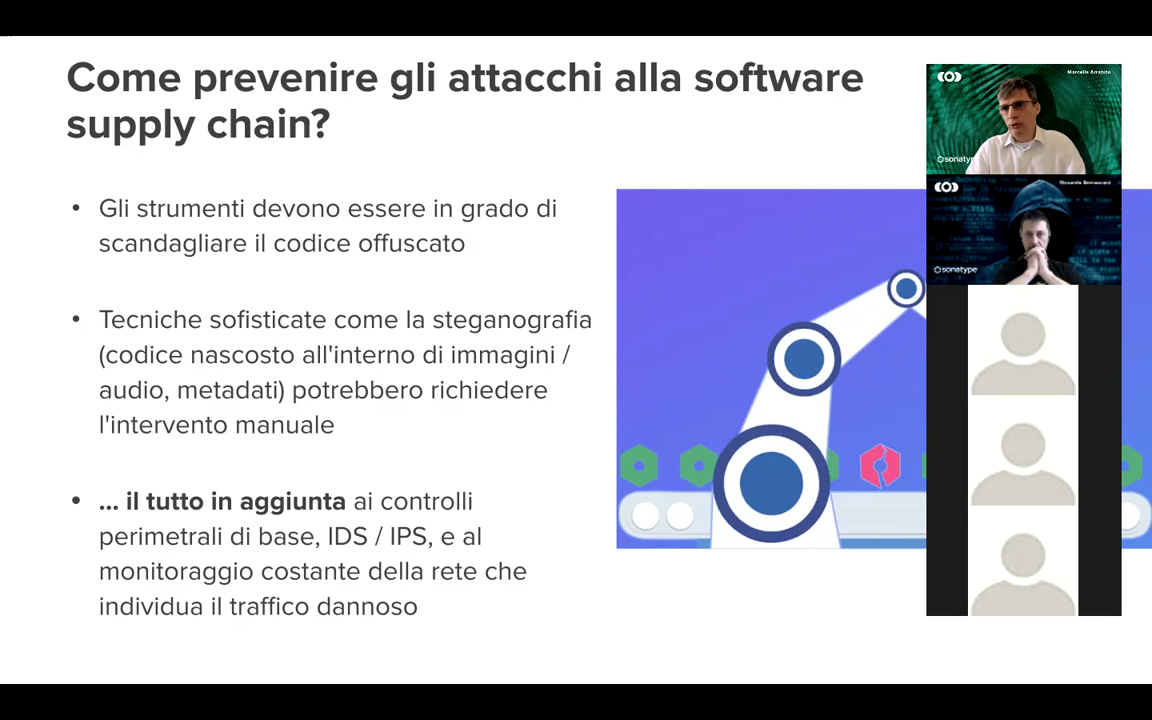 Come prevenire gli attacchi alla software
supply chain?
• Gli strumenti devono essere in grado di
scandagliare il codice offuscato
• Tecniche sofisticate come la steganografia
(codice nascosto all'interno di immagini /
audio, metadati) potrebbero richiedere
l'intervento manuale
• ... il tutto in aggiunta ai controlli
perimetrali di base, IDS / IPS, e al
monitoraggio costante della rete che
individua il traffico dannoso
sonatype